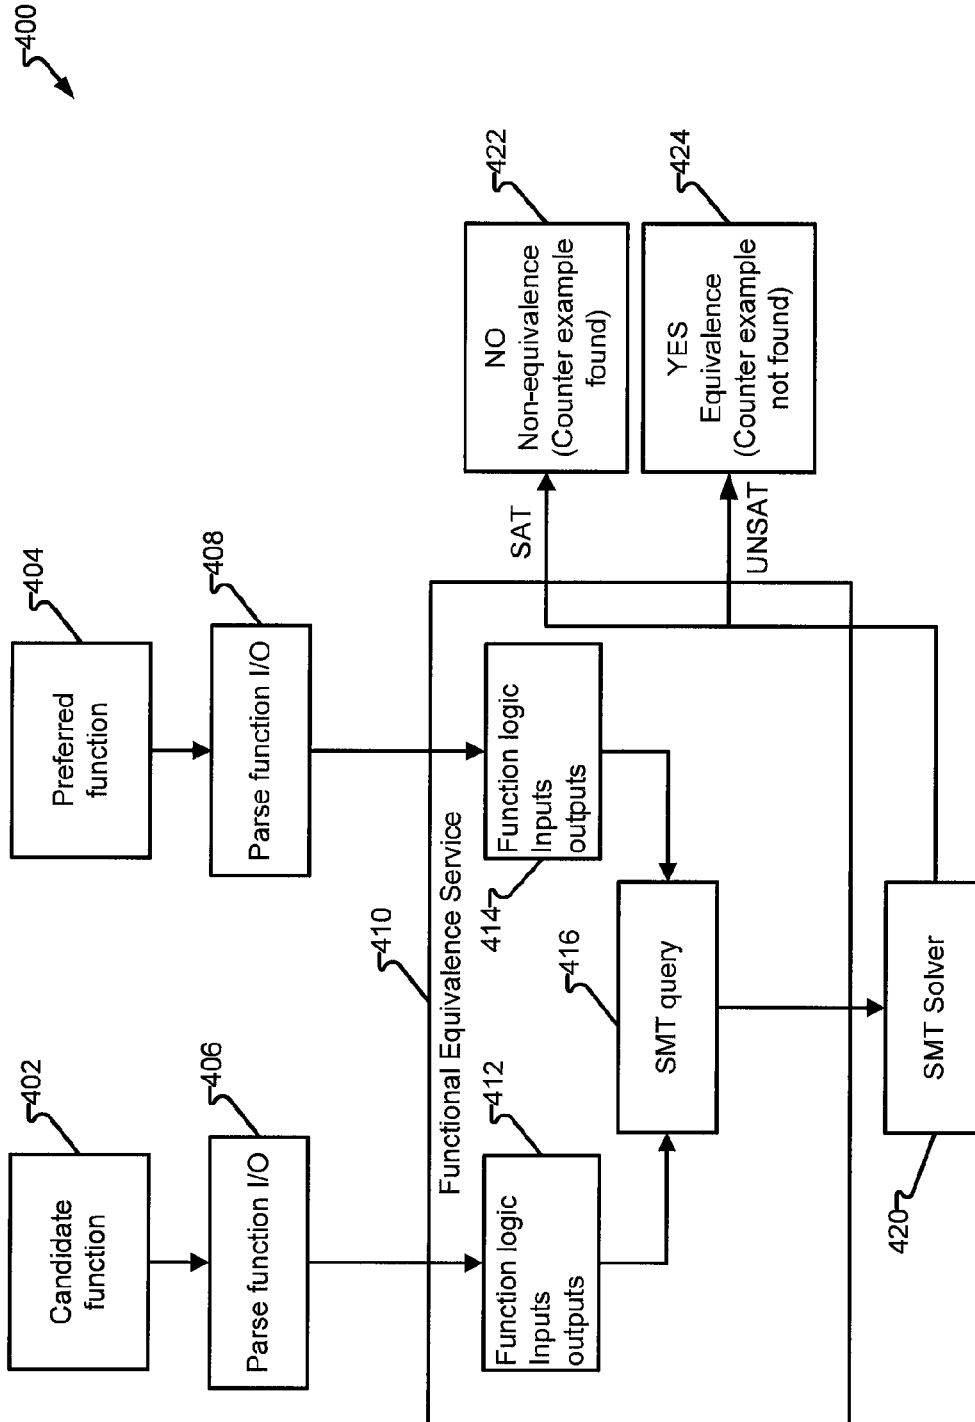 400
402
Candidate
function
404
Preferred
function
406
Parse function I/O
408
Parse function I/O
410
Functional Equivalence Service
412
Function logic
Inputs
outputs
414
Function logic
Inputs
outputs
416
SMT query
420
SMT Solver
SAT
UNSAT
422
NO
Non-equivalence
(Counter example
found)
424
YES
Equivalence
(Counter example
not found)